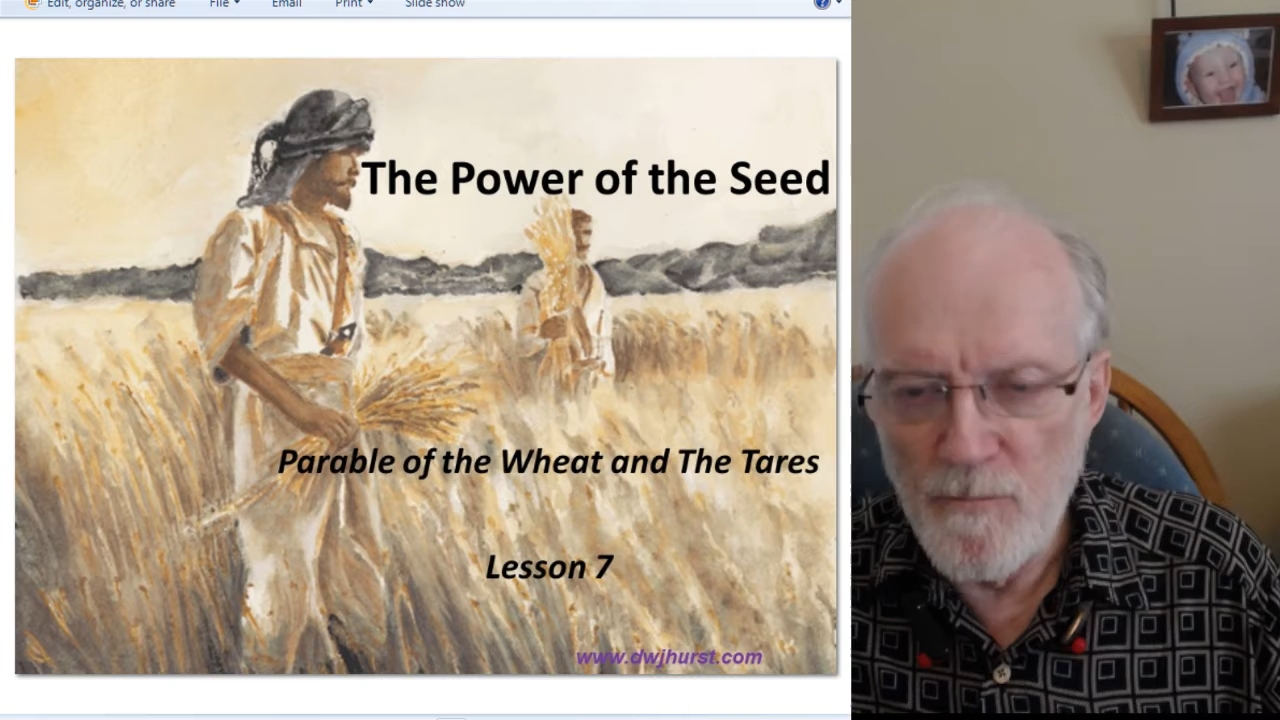 Edit, organize, or share File Email Print Slide show
The Power of the Seed
Parable of the Wheat and The Tares
Lesson 7
www.dwjhurst.com